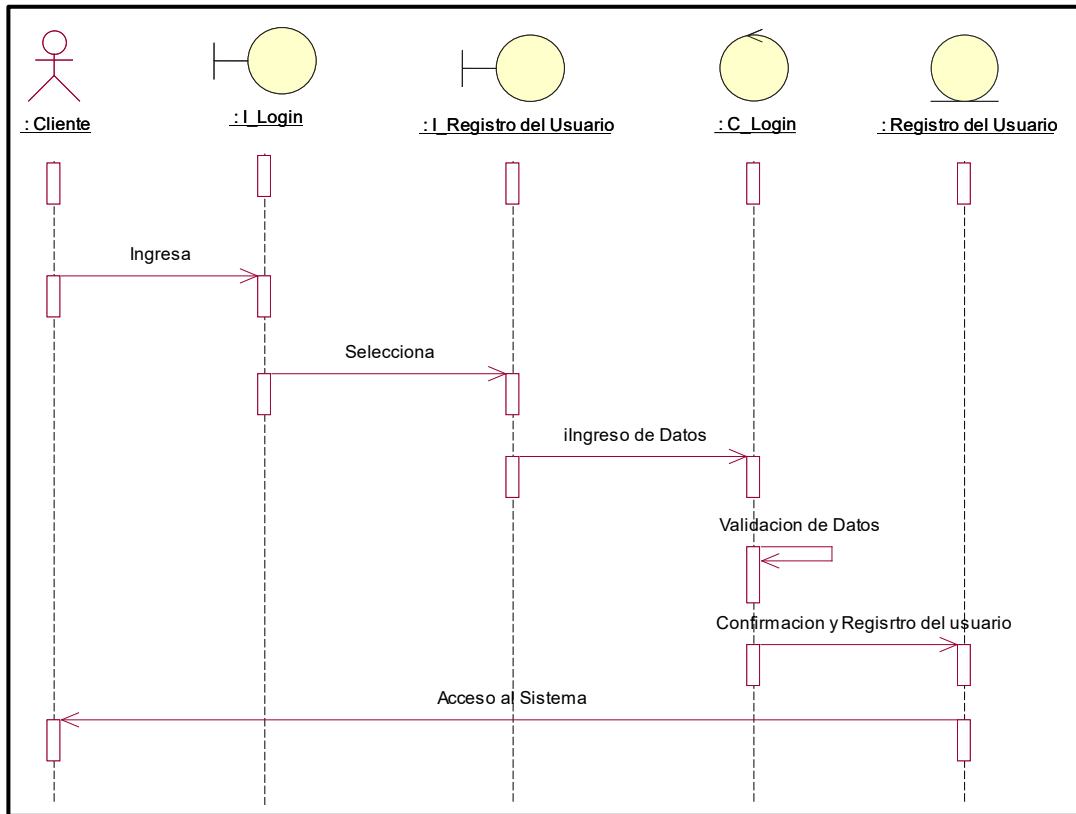 : Cliente
: I_Login
: I_Registro del Usuario
: C_Login
: Registro del Usuario
Ingresa
Selecciona
iIngreso de Datos
Validacion de Datos
Confirmacion y Regisrtro del usuario
Acceso al Sistema